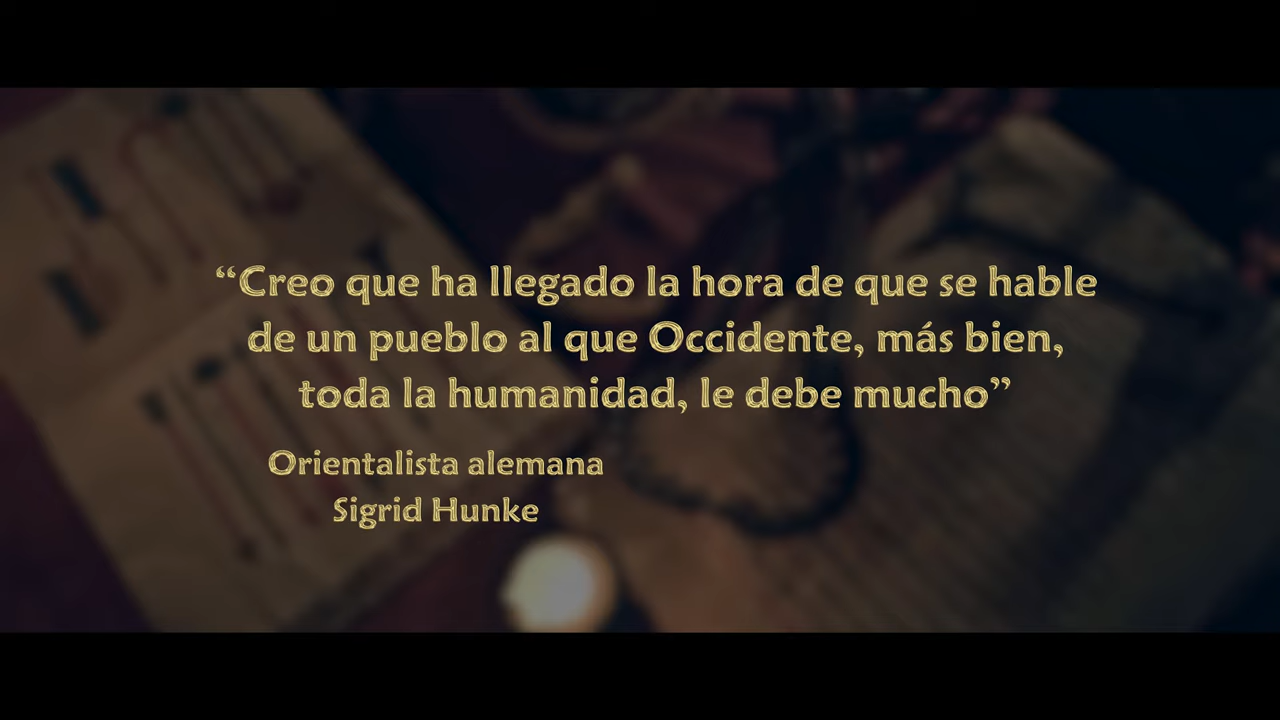 “Creo que ha llegado la hora de que se hable
de un pueblo al que Occidente, más bien,
toda la humanidad, le debe mucho”
Orientalista alemana
Sigrid Hunke